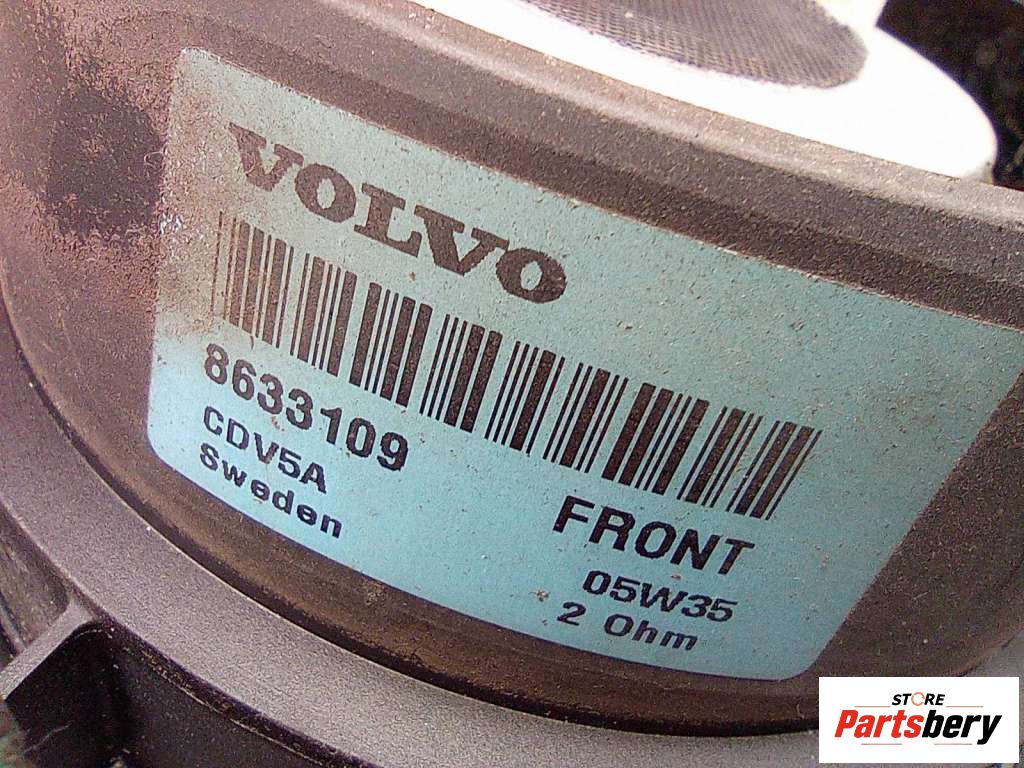 VOLVO
8633109
CDV5A
Sweden
FRONT
05W35
2 Ohm
STORE
Partsbery